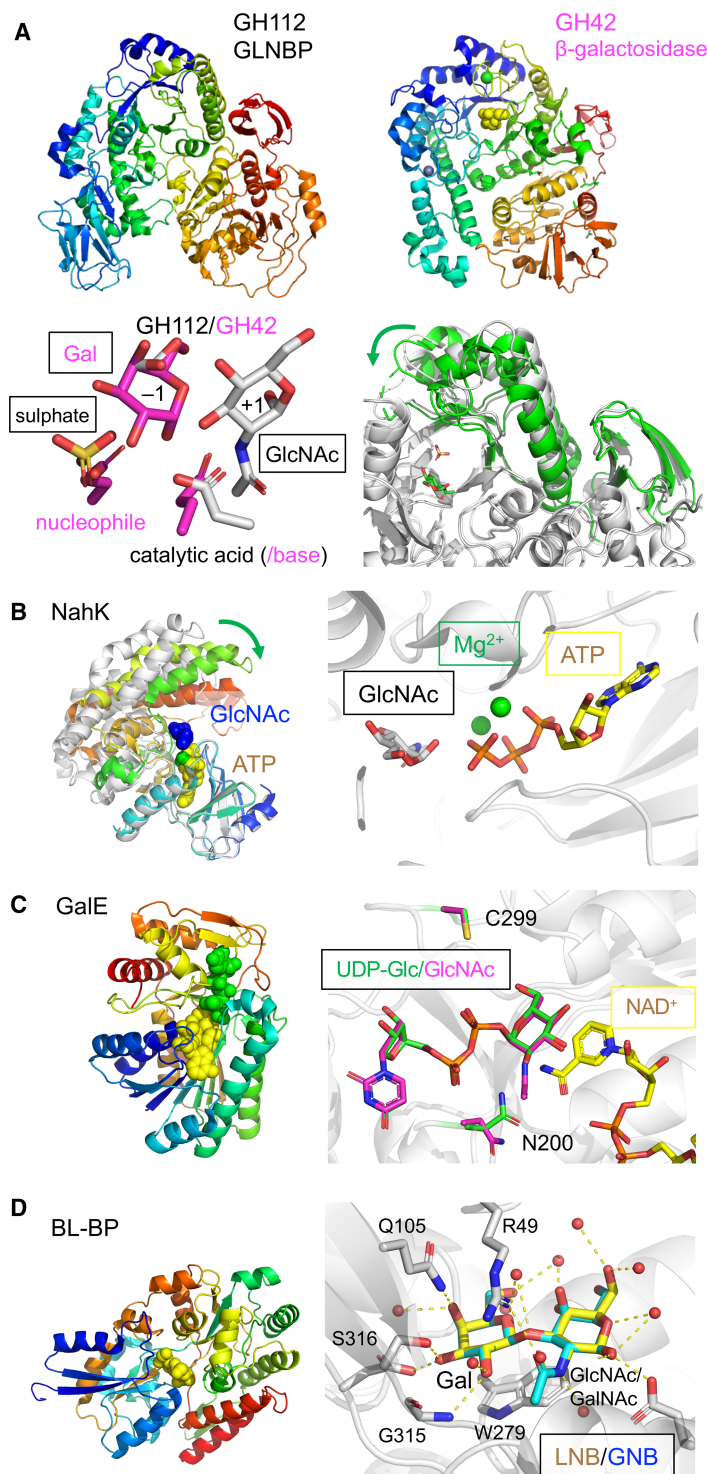 A
GH112
GLNBP
GH42
β-galactosidase
GH112/GH42
Gal
–1
+1
sulphate
GlcNAc
nucleophile
catalytic acid (/base)
B
NahK
GlcNAc
ATP
Mg²⁺
ATP
GlcNAc
C
GalE
C299
UDP-Glc/GlcNAc
NAD⁺
N200
D
BL-BP
Q105
R49
S316
Gal
GlcNAc/
GalNAc
G315
W279
LNB/GNB